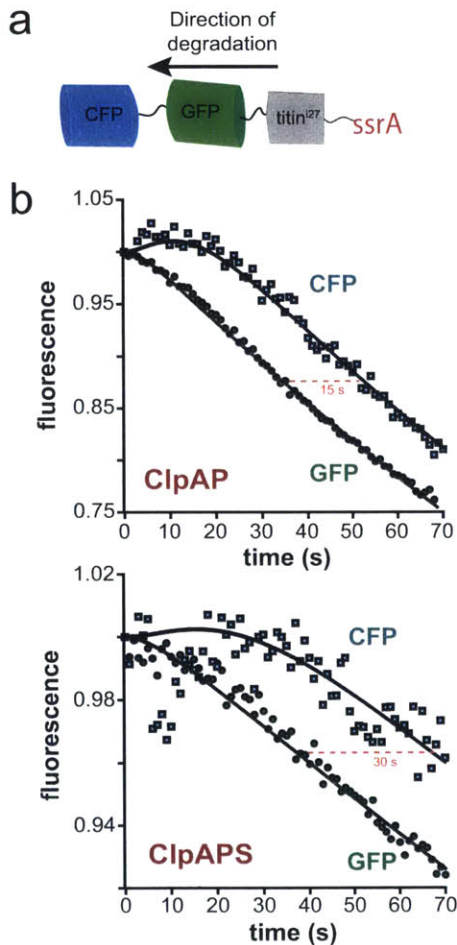 a
Direction of
degradation
CFP
GFP
titin^I27
ssrA
b
1.05
0.95
0.85
0.75
fluorescence
CFP
15 s
GFP
ClpAP
0 10 20 30 40 50 60 70
time (s)
1.02
0.98
0.94
fluorescence
CFP
30 s
GFP
ClpAPS
0 10 20 30 40 50 60 70
time (s)